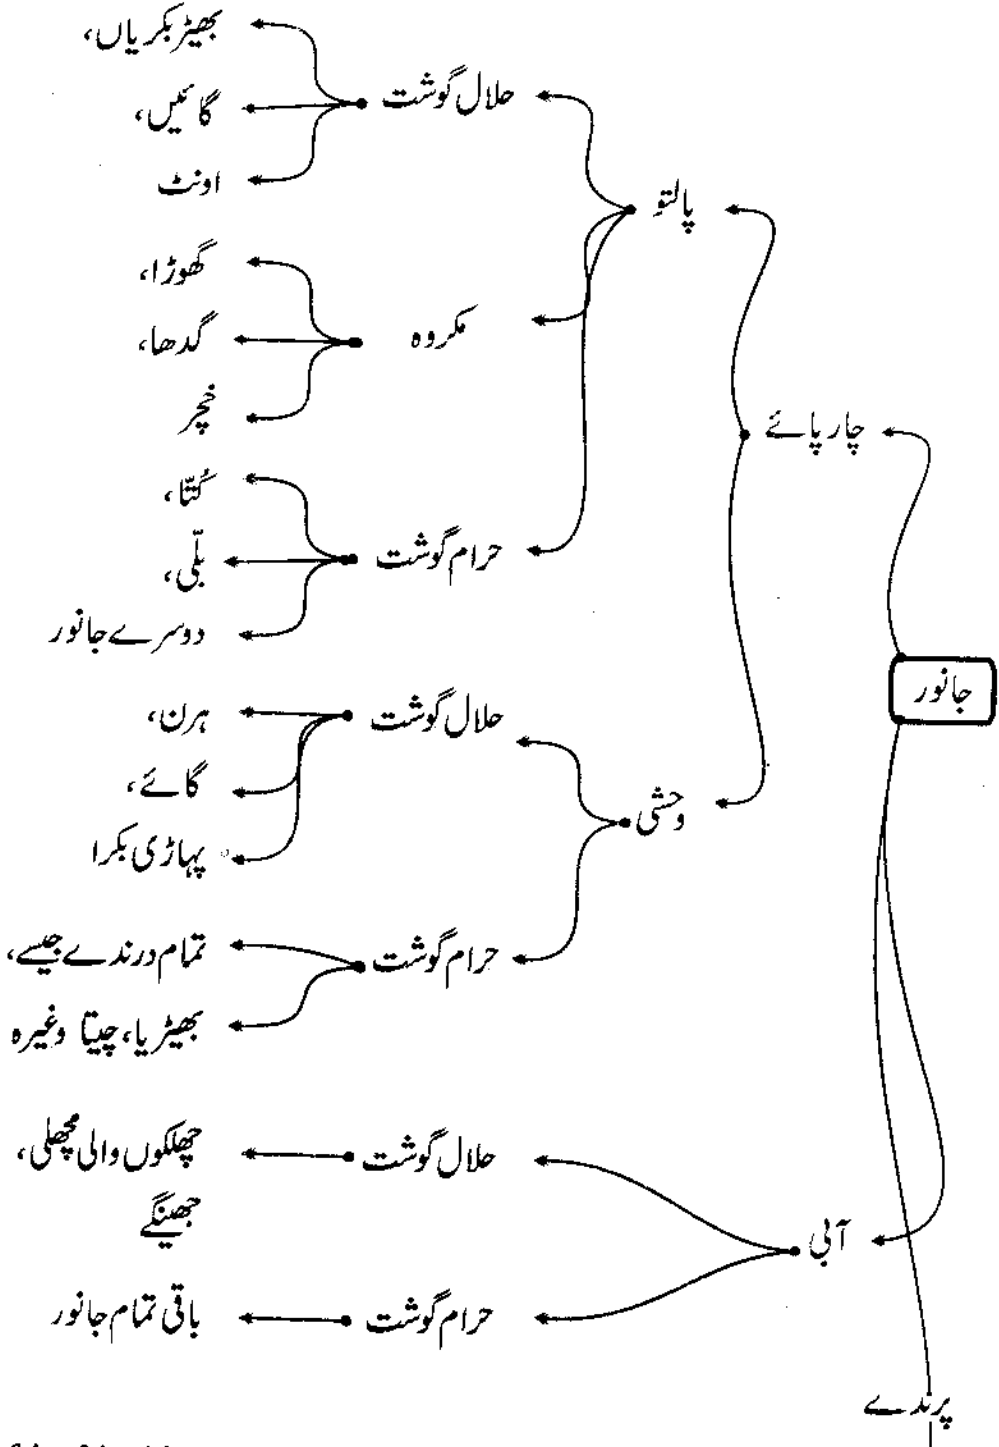 جانور
چار پائے
پالتو
حلال گوشت
بھیڑ بکریاں،
گائیں،
اونٹ
مکروہ
گھوڑا،
گدھا،
خچر
حرام گوشت
کُتّا،
بلّی،
دوسرے جانور
وحشی
حلال گوشت
ہرن،
گائے،
پہاڑی بکرا
حرام گوشت
تمام درندے جیسے،
بھیڑیا، چیتا وغیرہ
آبی
حلال گوشت
چھلکوں والی مچھلی،
جھینگے
حرام گوشت
باقی تمام جانور
پرندے